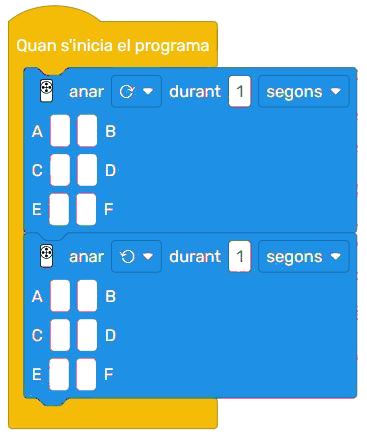 Quan s'inicia el programa
anar durant 1 segons
A B
C D
E F
anar durant 1 segons
A B
C D
E F